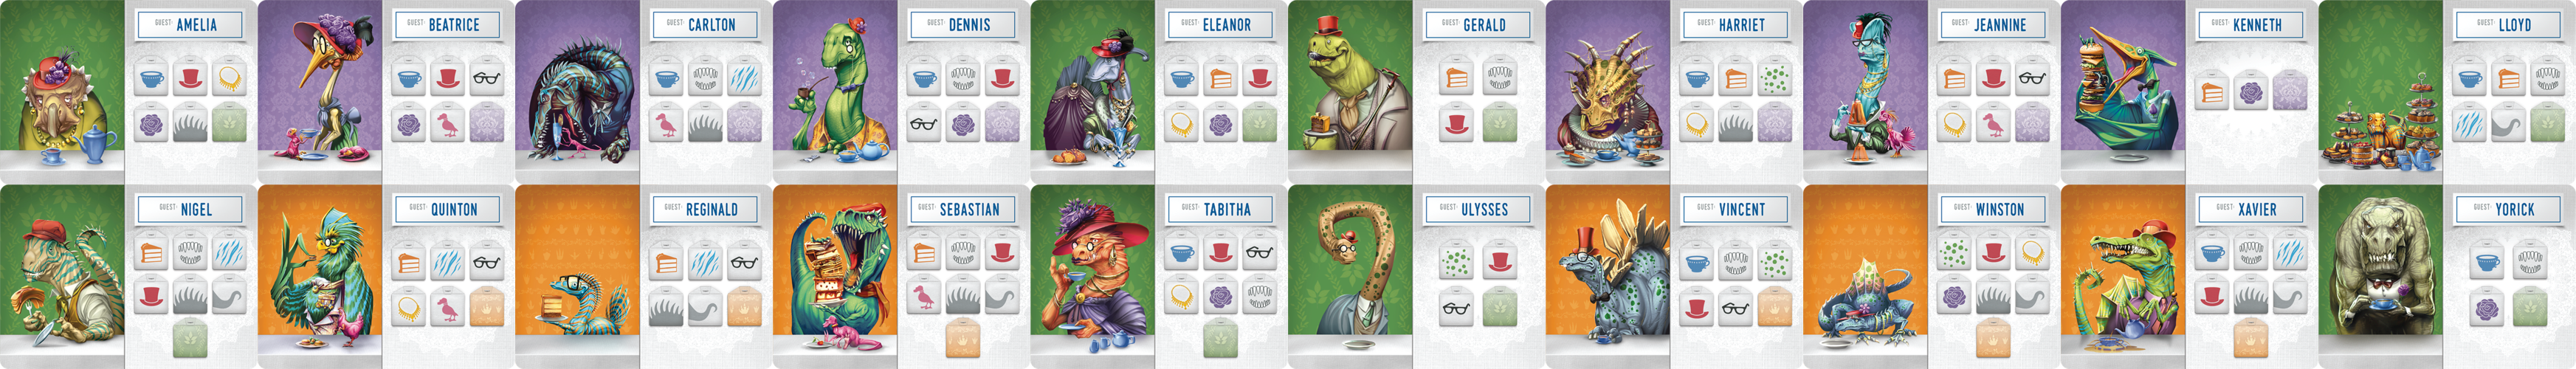 GUEST: AMELIA
GUEST: BEATRICE
GUEST: CARLTON
GUEST: DENNIS
GUEST: ELEANOR
GUEST: GERALD
GUEST: HARRIET
GUEST: JEANNINE
GUEST: KENNETH
GUEST: LLOYD
GUEST: NIGEL
GUEST: QUINTON
GUEST: REGINALD
GUEST: SEBASTIAN
GUEST: TABITHA
GUEST: ULYSSES
GUEST: VINCENT
GUEST: WINSTON
GUEST: XAVIER
GUEST: YORICK